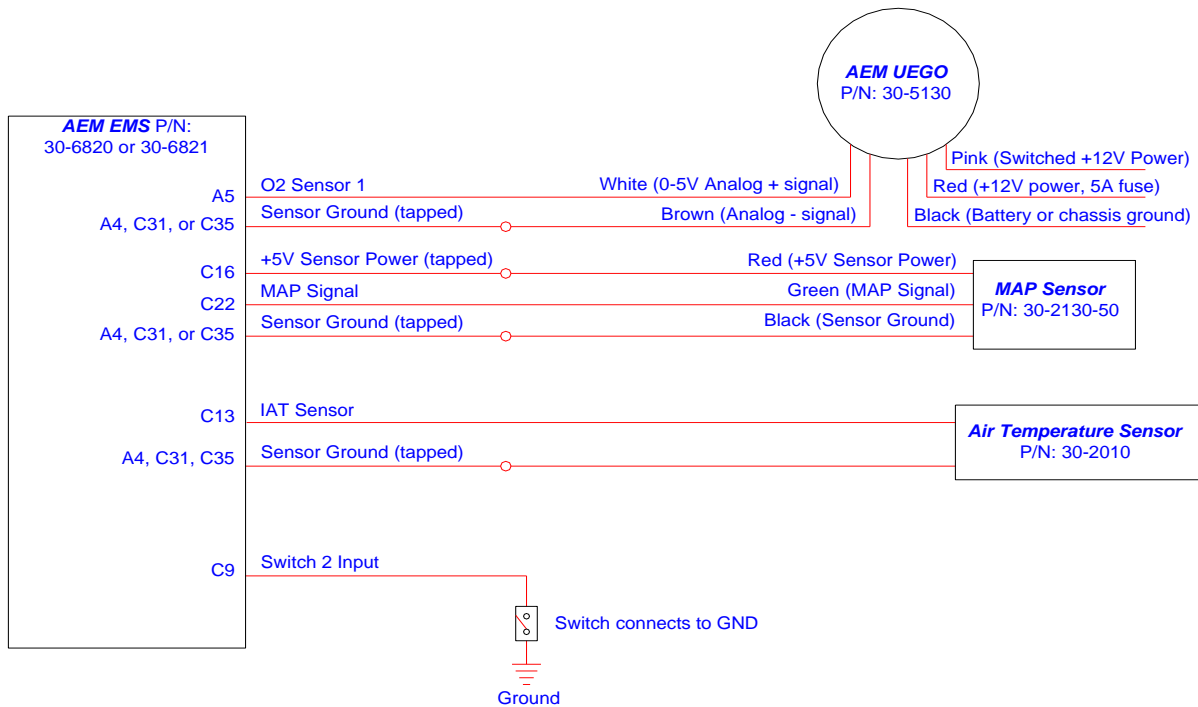 AEM UEGO
P/N: 30-5130
AEM EMS P/N:
30-6820 or 30-6821
Pink (Switched +12V Power)
A5 O2 Sensor 1 White (0-5V Analog + signal) Red (+12V power, 5A fuse)
A4, C31, or C35 Sensor Ground (tapped) Brown (Analog - signal) Black (Battery or chassis ground)
C16 +5V Sensor Power (tapped) Red (+5V Sensor Power)
C22 MAP Signal Green (MAP Signal)
MAP Sensor
P/N: 30-2130-50
A4, C31, or C35 Sensor Ground (tapped) Black (Sensor Ground)
C13 IAT Sensor
Air Temperature Sensor
P/N: 30-2010
A4, C31, C35 Sensor Ground (tapped)
C9 Switch 2 Input
Switch connects to GND
Ground